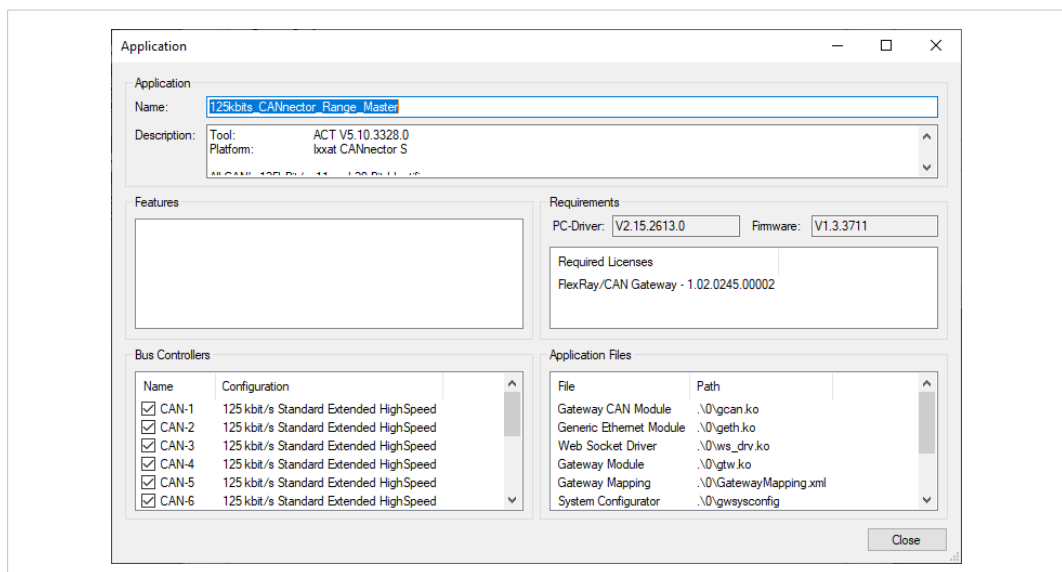 Application
Application
Name: 125kbits_CANnector_Range_Master
Description: Tool: ACT V5.10.3328.0
Platform: Ixxat CANnector S
Features
Requirements
PC-Driver: V2.15.2613.0 Firmware: V1.3.3711
Required Licenses
FlexRay/CAN Gateway - 1.02.0245.00002
Bus Controllers
Name Configuration
CAN-1 125 kbit/s Standard Extended HighSpeed
CAN-2 125 kbit/s Standard Extended HighSpeed
CAN-3 125 kbit/s Standard Extended HighSpeed
CAN-4 125 kbit/s Standard Extended HighSpeed
CAN-5 125 kbit/s Standard Extended HighSpeed
CAN-6 125 kbit/s Standard Extended HighSpeed
Application Files
File Path
Gateway CAN Module .\0\gcan.ko
Generic Ethernet Module .\0\geth.ko
Web Socket Driver .\0\ws_drv.ko
Gateway Module .\0\gtw.ko
Gateway Mapping .\0\GatewayMapping.xml
System Configurator .\0\gwsysconfig
Close